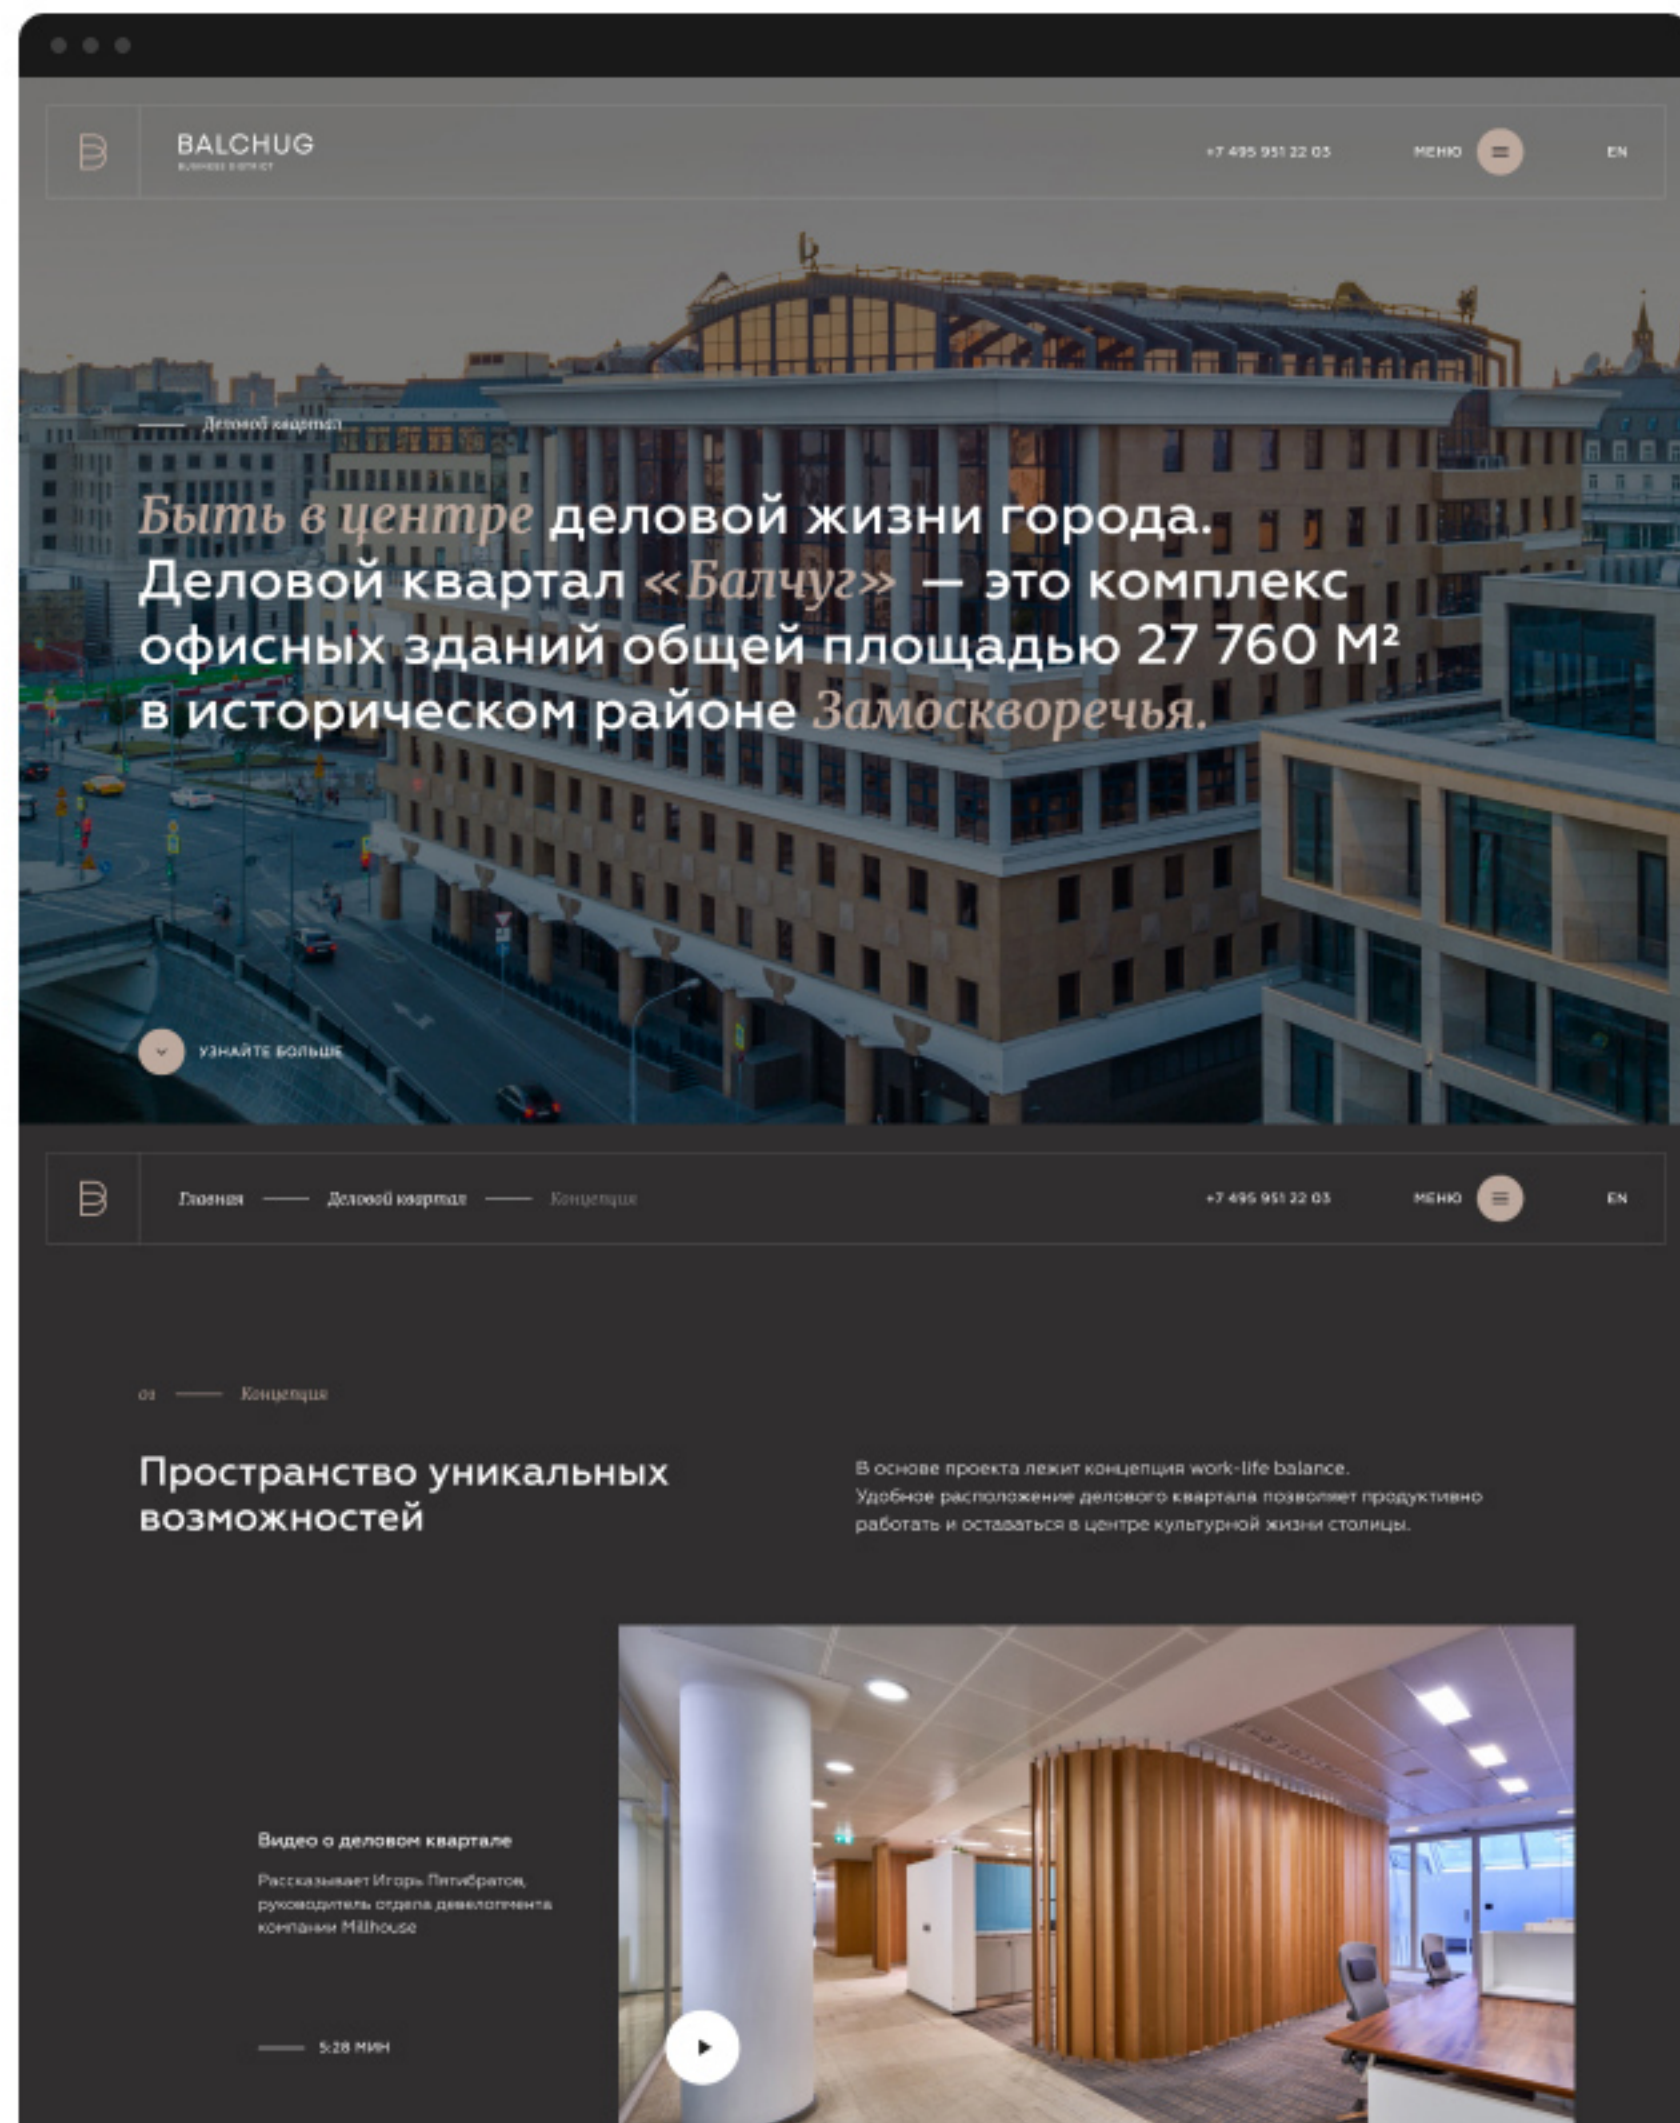 BALCHUG
BUSINESS DISTRICT
+7 495 951 22 03
МЕНЮ
EN
Деловой квартал
Быть в центре деловой жизни города.
Деловой квартал «Балчуг» — это комплекс
офисных зданий общей площадью 27 760 М²
в историческом районе Замоскворечья.
УЗНАЙТЕ БОЛЬШЕ
Главная — Деловой квартал — Концепция
+7 495 951 22 03
МЕНЮ
EN
01 — Концепция
Пространство уникальных
возможностей
В основе проекта лежит концепция work-life balance.
Удобное расположение делового квартала позволяет продуктивно
работать и оставаться в центре культурной жизни столицы.
Видео о деловом квартале
Рассказывает Игорь Пятибратов,
руководитель отдела девелопмента
компании Millhouse
5:28 МИН